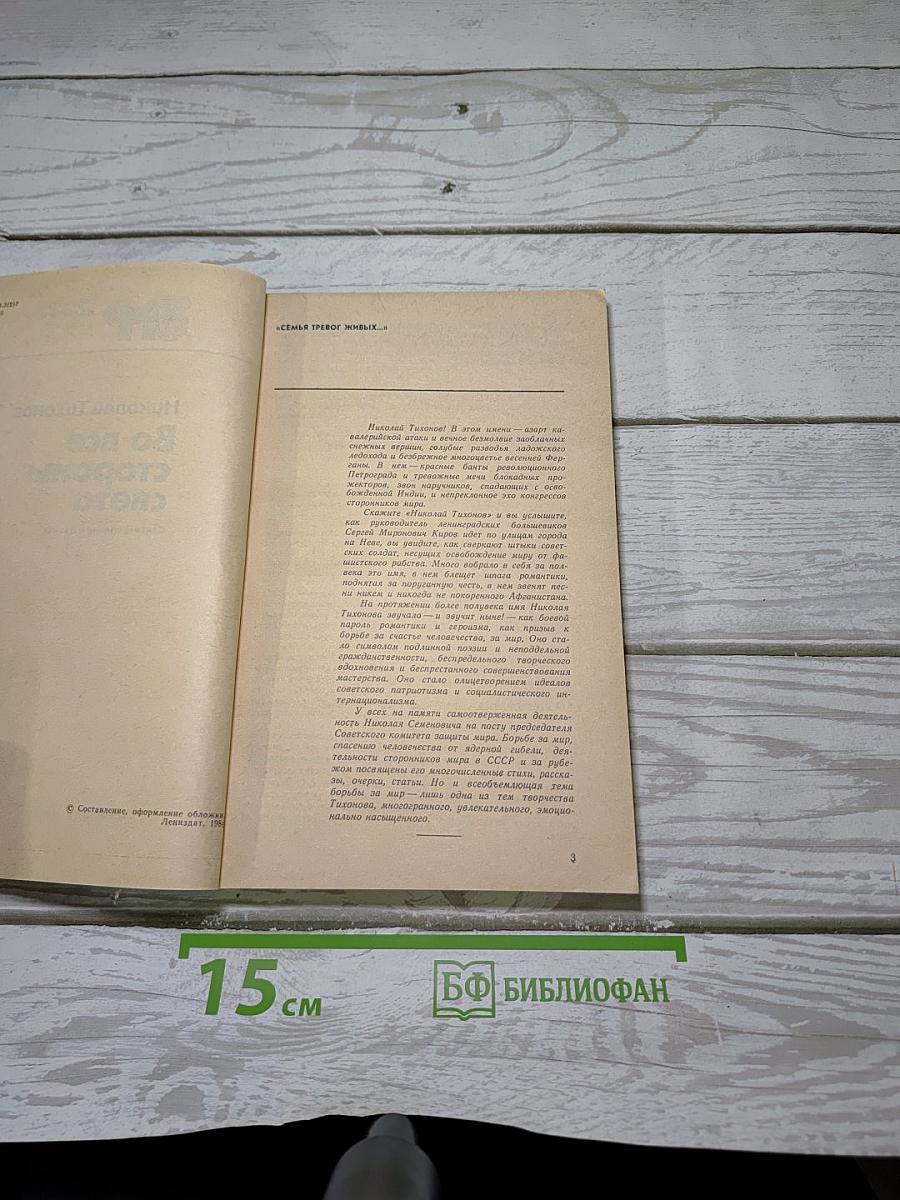 Николай Тихонов
Во все
стороны
света
© Составление, оформление обложки.
Лениздат,
«СЕМЬЯ ТРЕВОГ ЖИВЫХ...»
Николай Тихонов! В этом имени — азарт ка-
валерийской атаки и вечное безмолвие заоблачных
снежных вершин, голубые разводья ладожского
ледохода и безбрежное многоцветье весенней Фер-
ганы. В нем — красные банты революционного
Петрограда и тревожные мечи блокадных про-
жекторов, звон наручников, спадающих с осво-
божденной Индии, и непреклонное эхо конгрессов
сторонников мира.
Скажите «Николай Тихонов» и вы услышите,
как руководитель ленинградских большевиков
Сергей Миронович Киров идет по улицам города
на Неве, вы увидите, как сверкают штыки совет-
ских солдат, несущих освобождение миру от фа-
шистского рабства. Много вобрало в себя за пол-
века это имя, в нем блещет шпага романтики,
поднятая за поруганную честь, в нем звенят пес-
ни никем и никогда не покоренного Афганистана.
На протяжении более полувека имя Николая
Тихонова звучало — и звучит ныне! — как боевой
пароль романтики и героизма, как призыв к
борьбе за счастье человечества, за мир. Оно ста-
ло символом подлинной поэзии и неподдельной
гражданственности, беспредельного творческого
вдохновения и беспрестанного совершенствования
мастерства. Оно стало олицетворением идеалов
советского патриотизма и социалистического ин-
тернационализма.
У всех на памяти самоотверженная деятель-
ность Николая Семеновича на посту председателя
Советского комитета защиты мира. Борьбе за мир,
спасению человечества от ядерной гибели, дея-
тельности сторонников мира в СССР и за рубе-
жом посвящены его многочисленные стихи, расска-
зы, очерки, статьи. Но и всеобъемлющая тема
борьбы за мир — лишь одна из тем творчества
Тихонова, многогранного, увлекательного, эмоцио-
нально насыщенного.
3
15 см
БФ БИБЛИОФАН